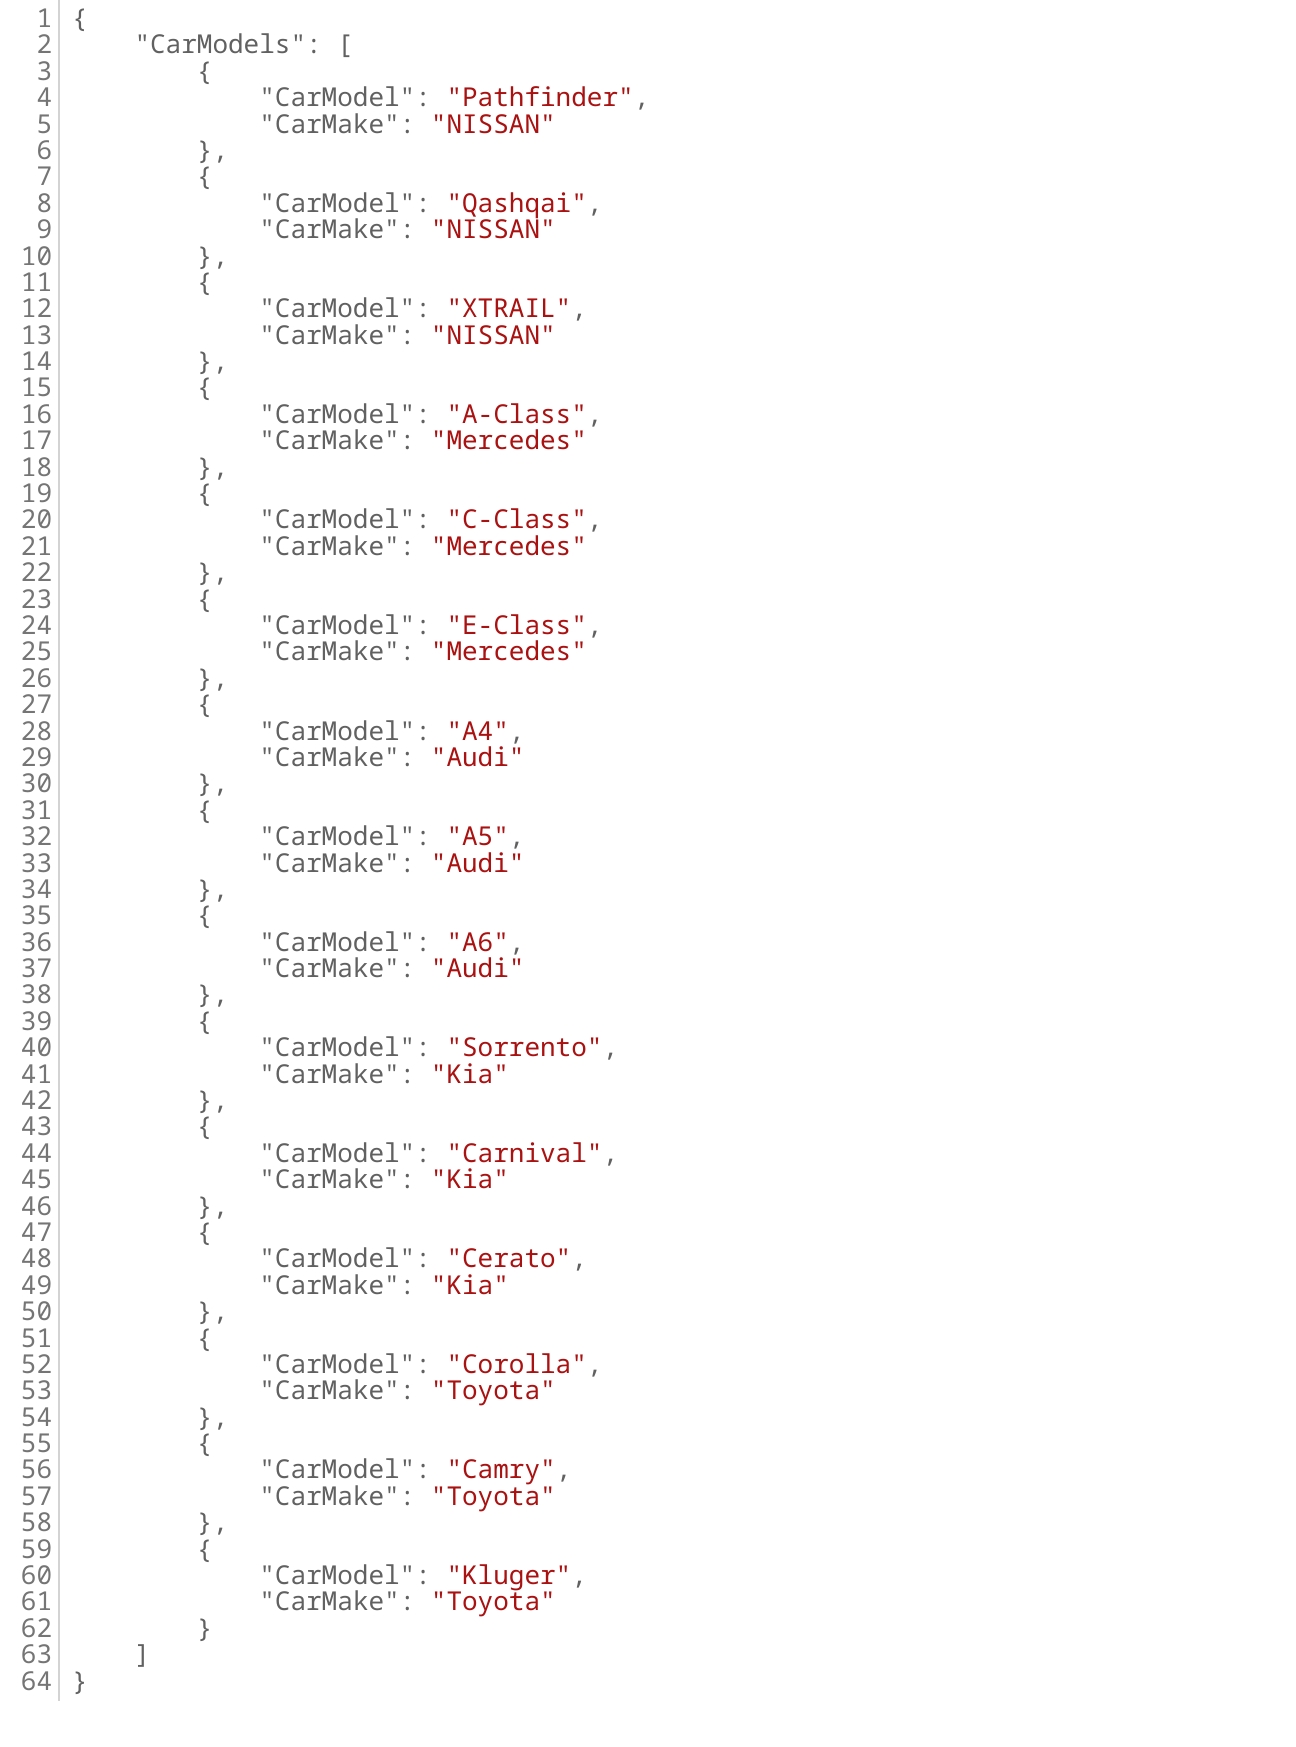 1 {
2     "CarModels": [
3         {
4             "CarModel": "Pathfinder",
5             "CarMake": "NISSAN"
6         },
7         {
8             "CarModel": "Qashqai",
9             "CarMake": "NISSAN"
10         },
11         {
12             "CarModel": "XTRAIL",
13             "CarMake": "NISSAN"
14         },
15         {
16             "CarModel": "A-Class",
17             "CarMake": "Mercedes"
18         },
19         {
20             "CarModel": "C-Class",
21             "CarMake": "Mercedes"
22         },
23         {
24             "CarModel": "E-Class",
25             "CarMake": "Mercedes"
26         },
27         {
28             "CarModel": "A4",
29             "CarMake": "Audi"
30         },
31         {
32             "CarModel": "A5",
33             "CarMake": "Audi"
34         },
35         {
36             "CarModel": "A6",
37             "CarMake": "Audi"
38         },
39         {
40             "CarModel": "Sorrento",
41             "CarMake": "Kia"
42         },
43         {
44             "CarModel": "Carnival",
45             "CarMake": "Kia"
46         },
47         {
48             "CarModel": "Cerato",
49             "CarMake": "Kia"
50         },
51         {
52             "CarModel": "Corolla",
53             "CarMake": "Toyota"
54         },
55         {
56             "CarModel": "Camry",
57             "CarMake": "Toyota"
58         },
59         {
60             "CarModel": "Kluger",
61             "CarMake": "Toyota"
62         }
63     ]
64 }